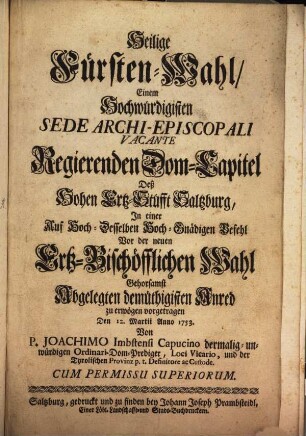 Heilige
Fürsten-Wahl/
Einem
Hochwürdigisten
SEDE ARCHI-EPISCOPALI
VACANTE
Regierenden Dom-Capitel
Deß
Hohen Ertz-Stüfft Saltzburg,
In einer
Auf Hoch-Desselben Hoch-Gnädigen Befehl
Vor der neuen
Ertz-Bischöfflichen Wahl
Gehorsamst
Abgelegten demüthigisten Anred
zu erwögen vorgetragen
Den 12. Martii Anno 1753.
Von
P. JOACHIMO Imbstensi Capucino dermalig-un-
würdigen Ordinari-Dom-Prediger, Loci Vicario, und der
Tyrolischen Provinz p. t. Definitore ac Custode.
CUM PERMISSU SUPERIORUM.
Saltzburg, gedruckt und zu finden bey Johann Joseph Prambsteidl,
Einer Löbl. Landschafft und Stadt-Buchdruckern.